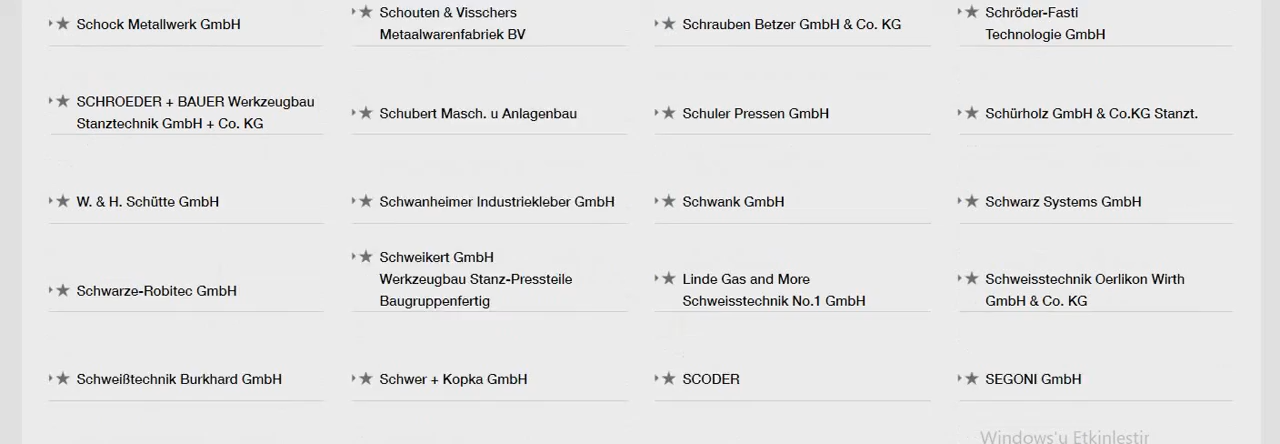 Schock Metallwerk GmbH
Schouten & Visschers
Metaalwarenfabriek BV
Schrauben Betzer GmbH & Co. KG
Schröder-Fasti
Technologie GmbH
SCHROEDER + BAUER Werkzeugbau
Stanztechnik GmbH + Co. KG
Schubert Masch. u Anlagenbau
Schuler Pressen GmbH
Schürholz GmbH & Co.KG Stanzt.
W. & H. Schütte GmbH
Schwanheimer Industriekleber GmbH
Schwank GmbH
Schwarz Systems GmbH
Schwarze-Robitec GmbH
Schweikert GmbH
Werkzeugbau Stanz-Pressteile
Baugruppenfertig
Linde Gas and More
Schweisstechnik No.1 GmbH
Schweisstechnik Oerlikon Wirth
GmbH & Co. KG
Schweißtechnik Burkhard GmbH
Schwer + Kopka GmbH
SCODER
SEGONI GmbH
Windows'u Etkinleştir